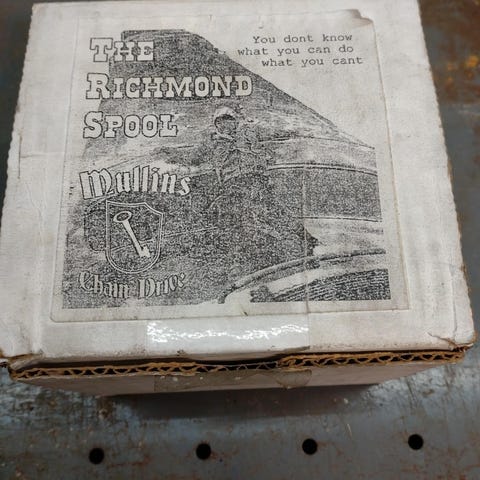 THE
RICHMOND
SPOOL
You dont know
what you can do
what you cant
Mullins
Chain Drive